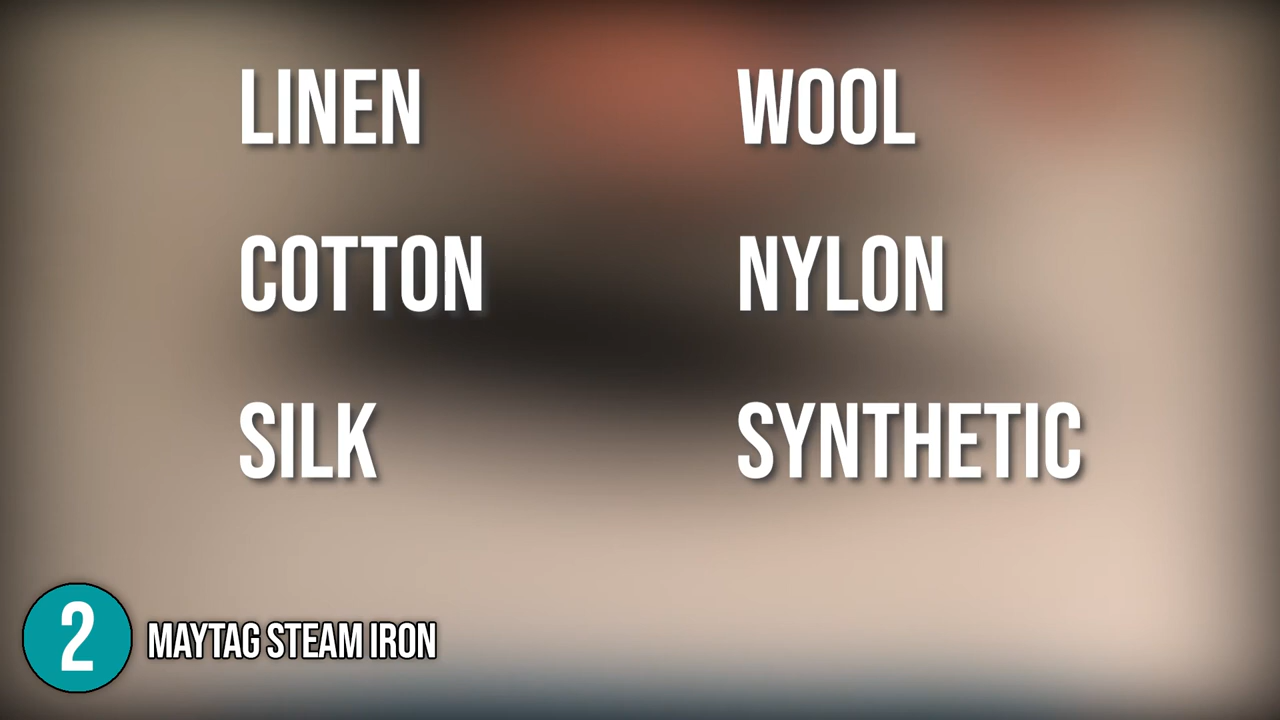 LINEN
WOOL
COTTON
NYLON
SILK
SYNTHETIC
2
MAYTAG STEAM IRON